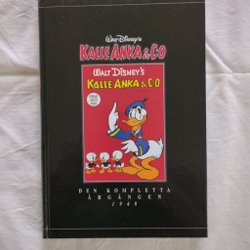 Walt Disney's
KALLE ANKA & C:O
WALT DISNEY'S
KALLE ANKA & C:O
DEN KOMPLETTA
ÅRGÅNGEN
1948